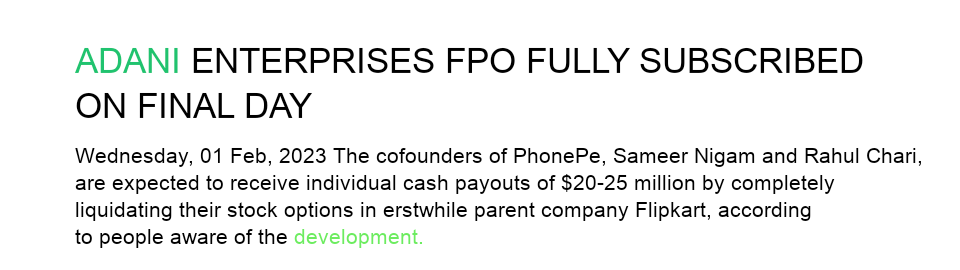 ADANI ENTERPRISES FPO FULLY SUBSCRIBED
ON FINAL DAY
Wednesday, 01 Feb, 2023 The cofounders of PhonePe, Sameer Nigam and Rahul Chari,
are expected to receive individual cash payouts of $20-25 million by completely
liquidating their stock options in erstwhile parent company Flipkart, according
to people aware of the development.